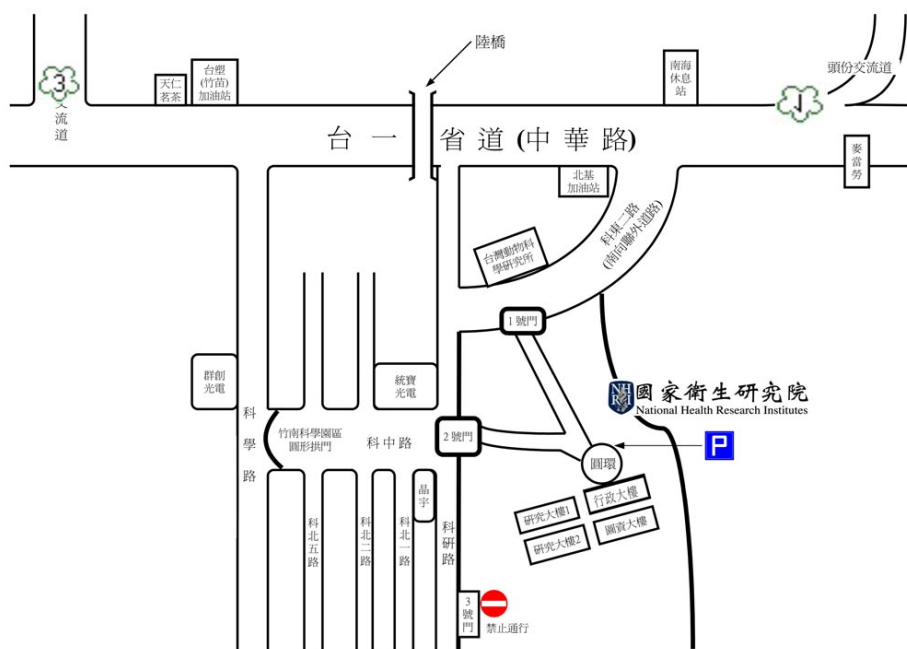 陸橋
3
交流道
天仁
茗茶
台塑
(竹苗)
加油站
南海
休息
站
頭份交流道
1
台一省道(中華路)
麥當勞
北基
加油站
科東二路
(南向聯外道路)
台灣動物科
學研究所
1號門
群創
光電
統寶
光電
國家衛生研究院
NHRI
National Health Research Institutes
科學路
竹南科學園區
圓形拱門
科中路
2號門
P
圓環
晶宇
行政大樓
研究大樓1
圖資大樓
研究大樓2
科北五路
科北二路
科北一路
科研路
3號門
禁止通行